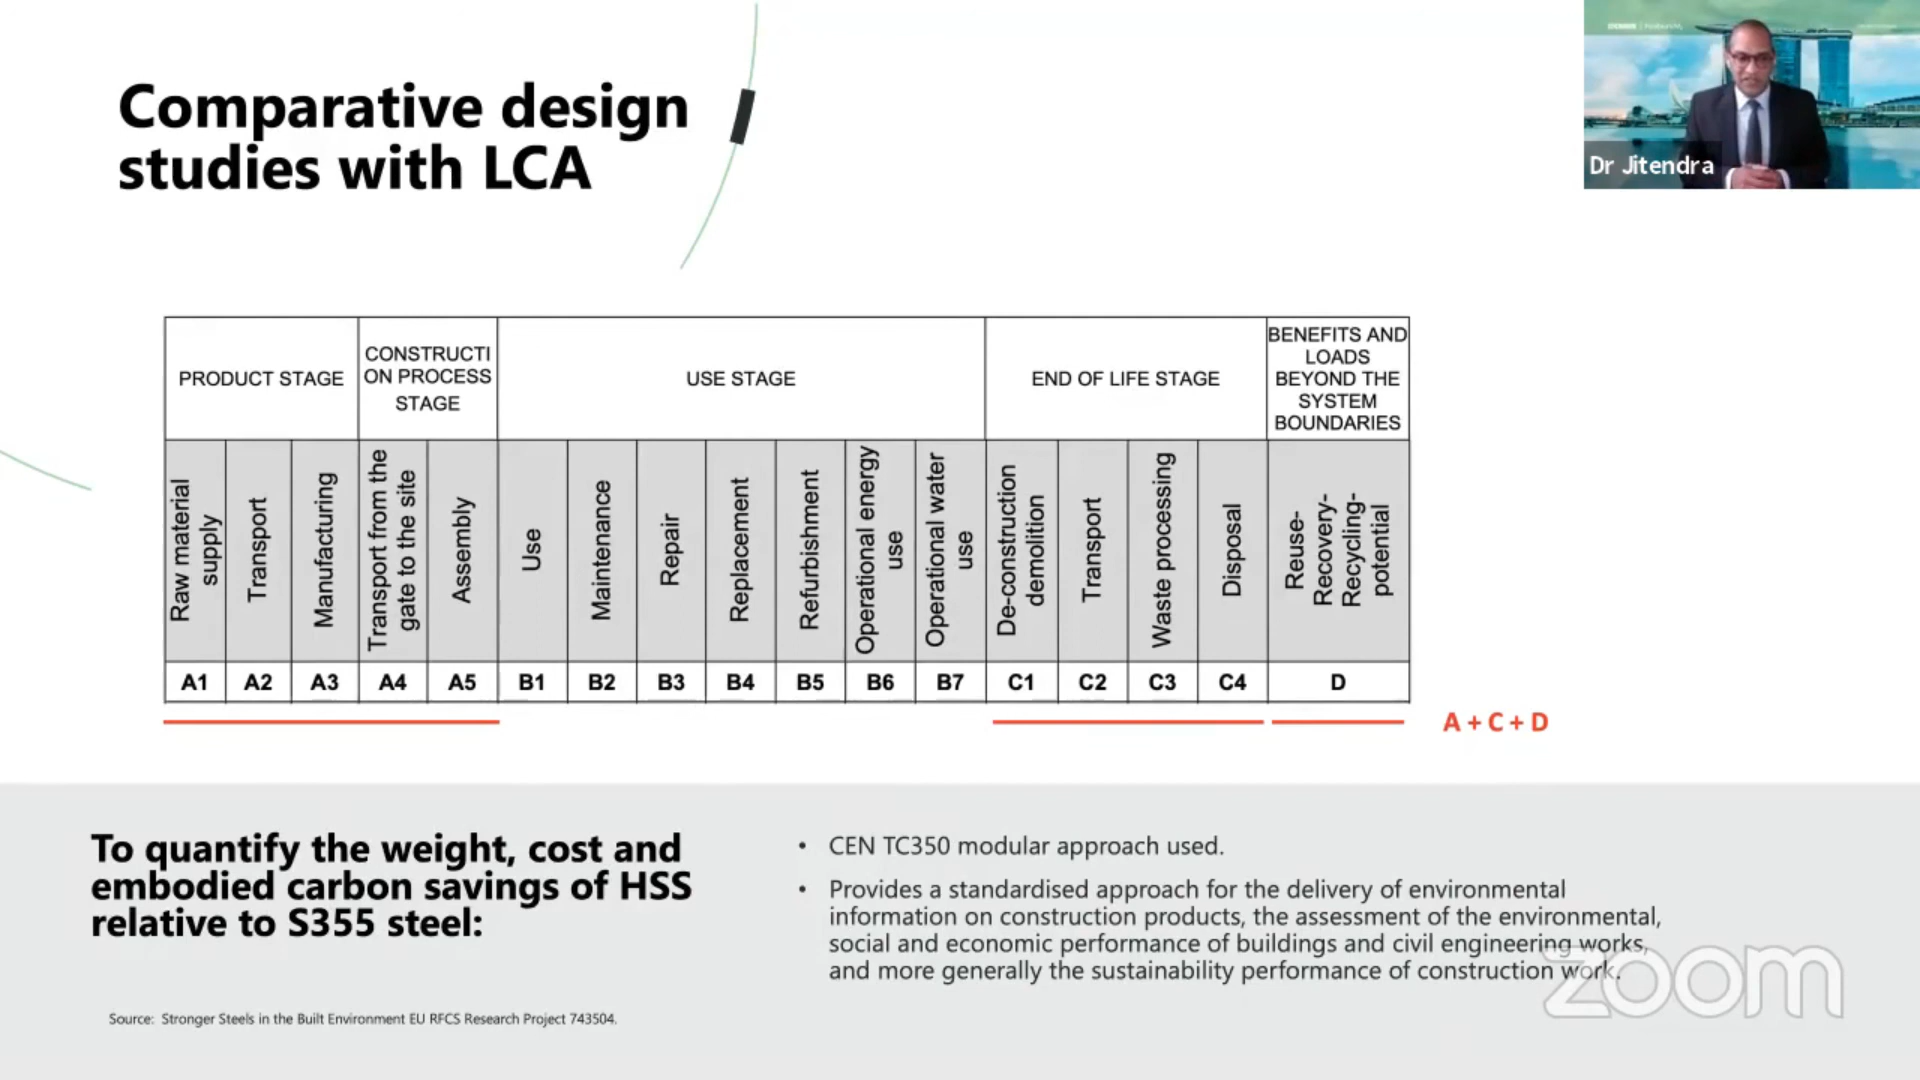 Comparative design
studies with LCA
Dr Jitendra
PRODUCT STAGE
CONSTRUCTI
ON PROCESS
STAGE
USE STAGE
END OF LIFE STAGE
BENEFITS AND
LOADS
BEYOND THE
SYSTEM
BOUNDARIES
Raw material
supply
Transport
Manufacturing
Transport from the
gate to the site
Assembly
Use
Maintenance
Repair
Replacement
Refurbishment
Operational energy
use
Operational water
use
De-construction
demolition
Transport
Waste processing
Disposal
Reuse-
Recovery-
Recycling-
potential
A1 A2 A3 A4 A5 B1 B2 B3 B4 B5 B6 B7 C1 C2 C3 C4 D
A + C + D
To quantify the weight, cost and
embodied carbon savings of HSS
relative to S355 steel:
• CEN TC350 modular approach used.
• Provides a standardised approach for the delivery of environmental
information on construction products, the assessment of the environmental,
social and economic performance of buildings and civil engineering works,
and more generally the sustainability performance of construction work.
Source: Stronger Steels in the Built Environment EU RFCS Research Project 743504.
zoom